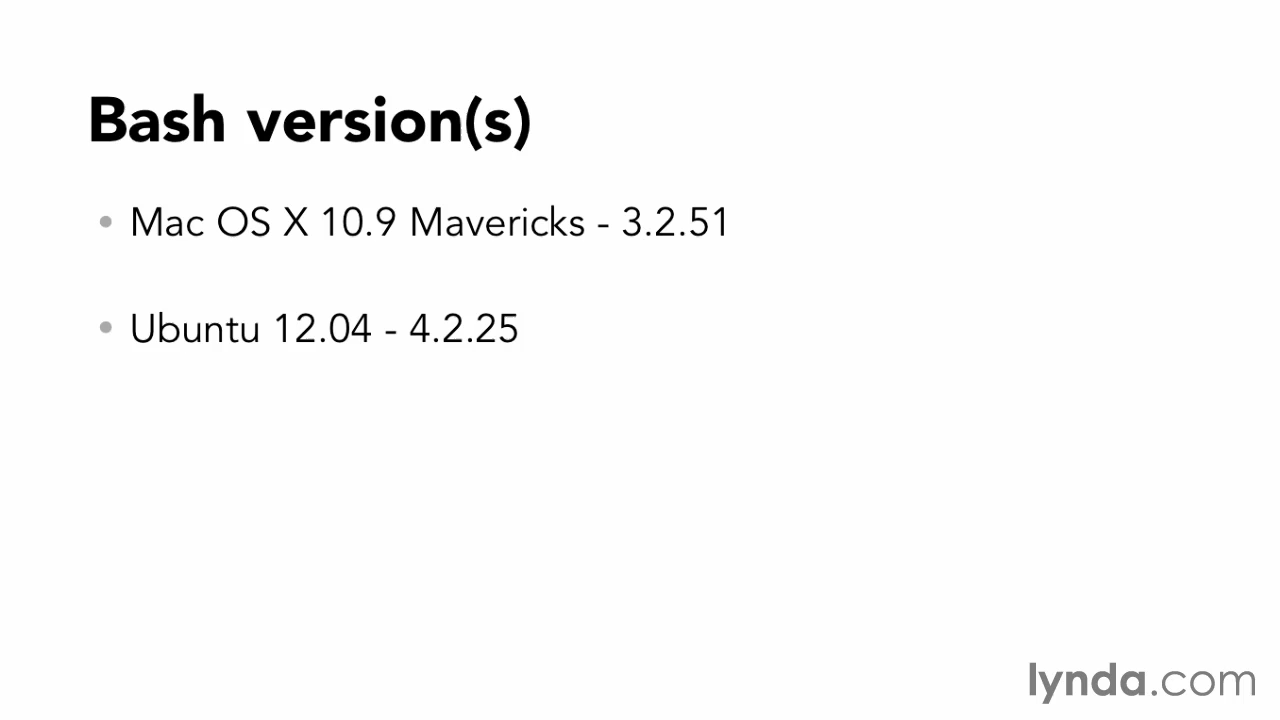 Bash version(s)
• Mac OS X 10.9 Mavericks - 3.2.51
• Ubuntu 12.04 - 4.2.25
lynda.com